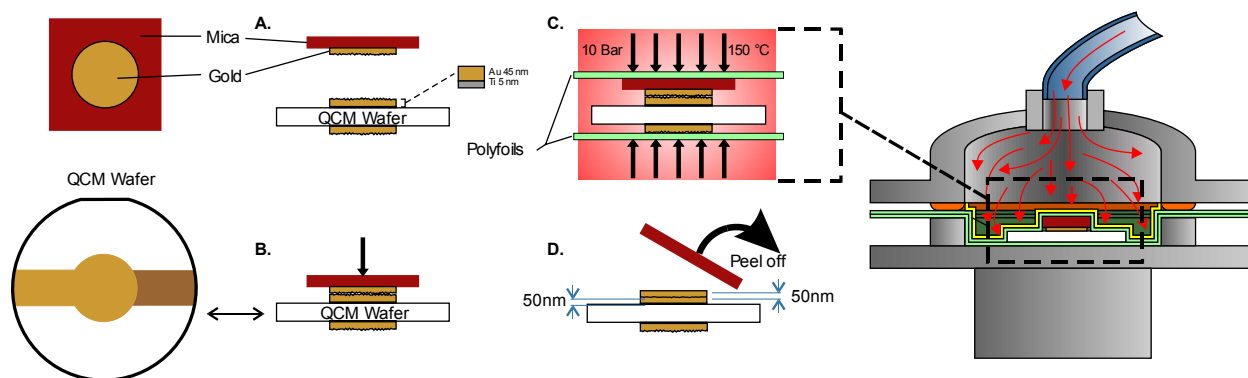 Mica
Gold
A.
Au 45 nm
Ti 5 nm
QCM Wafer
C.
10 Bar
150 °C
Polyfoils
QCM Wafer
B.
QCM Wafer
D.
Peel off
50nm
50nm